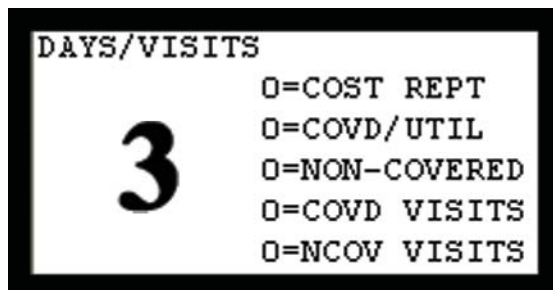 DAYS/VISITS
0=COST REPT
0=COVD/UTIL
3
0=NON-COVERED
0=COVD VISITS
0=NCOV VISITS